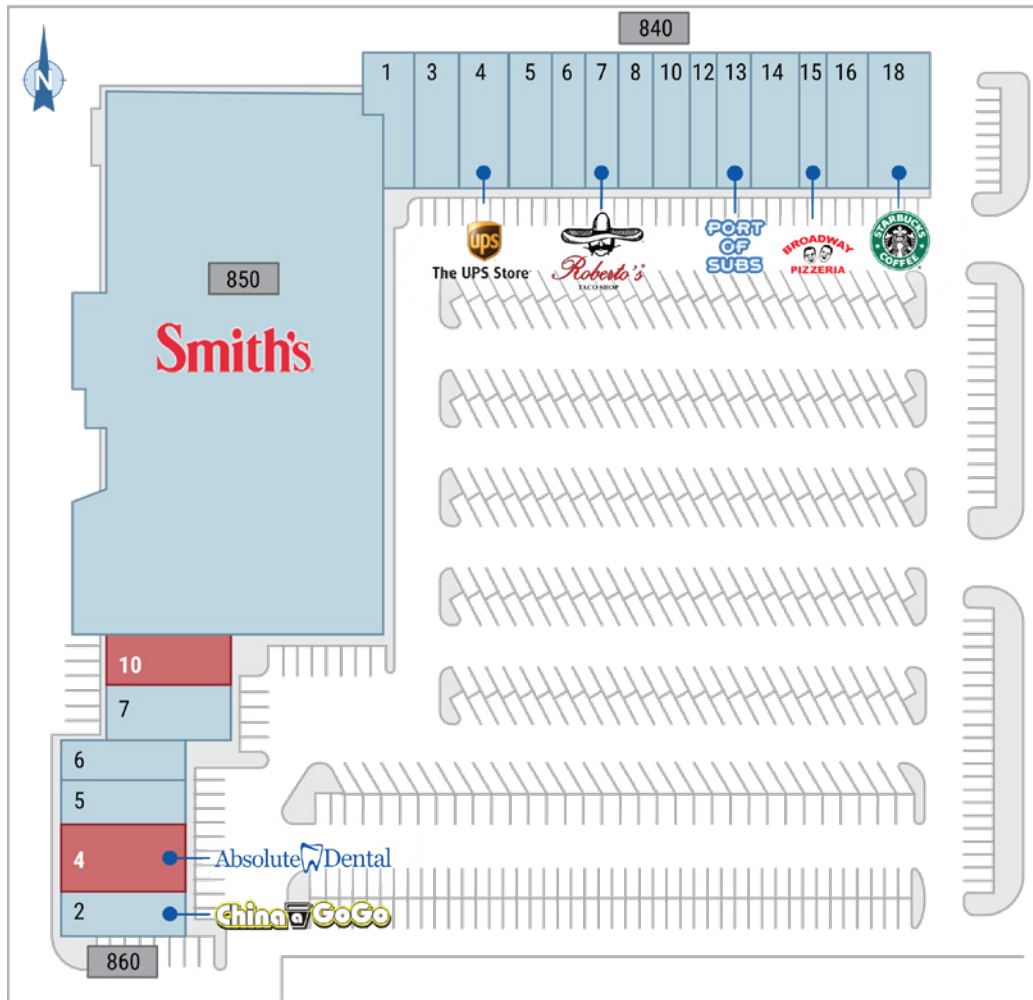 840
1 3 4 5 6 7 8 10 12 13 14 15 16 18
N
ups
The UPS Store
Roberto's
TACO SHOP
PORT
OF
SUBS
BROADWAY
PIZZERIA
STARBUCKS
COFFEE
850
Smith's
10
7
6
5
4
Absolute Dental
2
China a GoGo
860